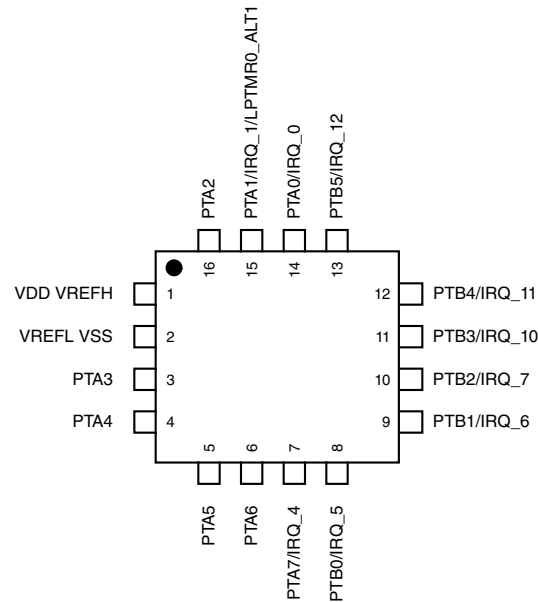 PTA2
PTA1/IRQ_1/LPTMR0_ALT1
PTA0/IRQ_0
PTB5/IRQ_12
16
15
14
13
VDD VREFH
1
12
PTB4/IRQ_11
VREFL VSS
2
11
PTB3/IRQ_10
PTA3
3
10
PTB2/IRQ_7
PTA4
4
9
PTB1/IRQ_6
5
6
7
8
PTA5
PTA6
PTA7/IRQ_4
PTB0/IRQ_5